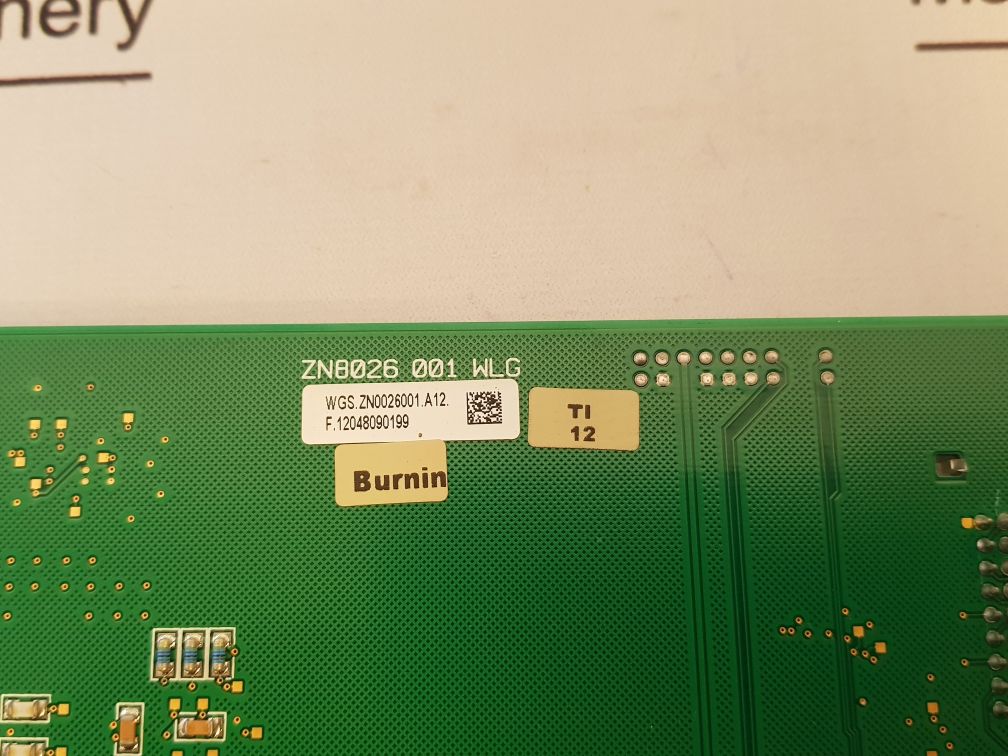 nery
ZN8026 001 WLG
WGS.ZN0026001.A12.
F.12048090199
TI
12
Burnin